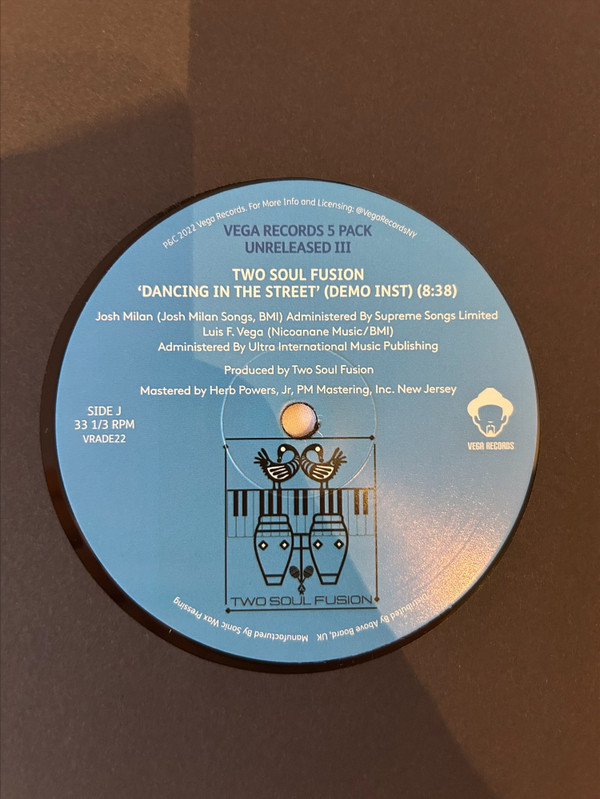 P&C 2022 Vega Records. For More Info and Licensing: @VegaRecordsNY
VEGA RECORDS 5 PACK
UNRELEASED III
TWO SOUL FUSION
‘DANCING IN THE STREET’ (DEMO INST) (8:38)
Josh Milan (Josh Milan Songs, BMI) Administered By Supreme Songs Limited
Luis F. Vega (Nicoanane Music/BMI)
Administered By Ultra International Music Publishing
Produced by Two Soul Fusion
Mastered by Herb Powers, Jr, PM Mastering, Inc. New Jersey
SIDE J
33 1/3 RPM
VRADE22
VEGA RECORDS
TWO SOUL FUSION
Manufactured By Sonic Wax Pressing
Distributed By Above Board, UK